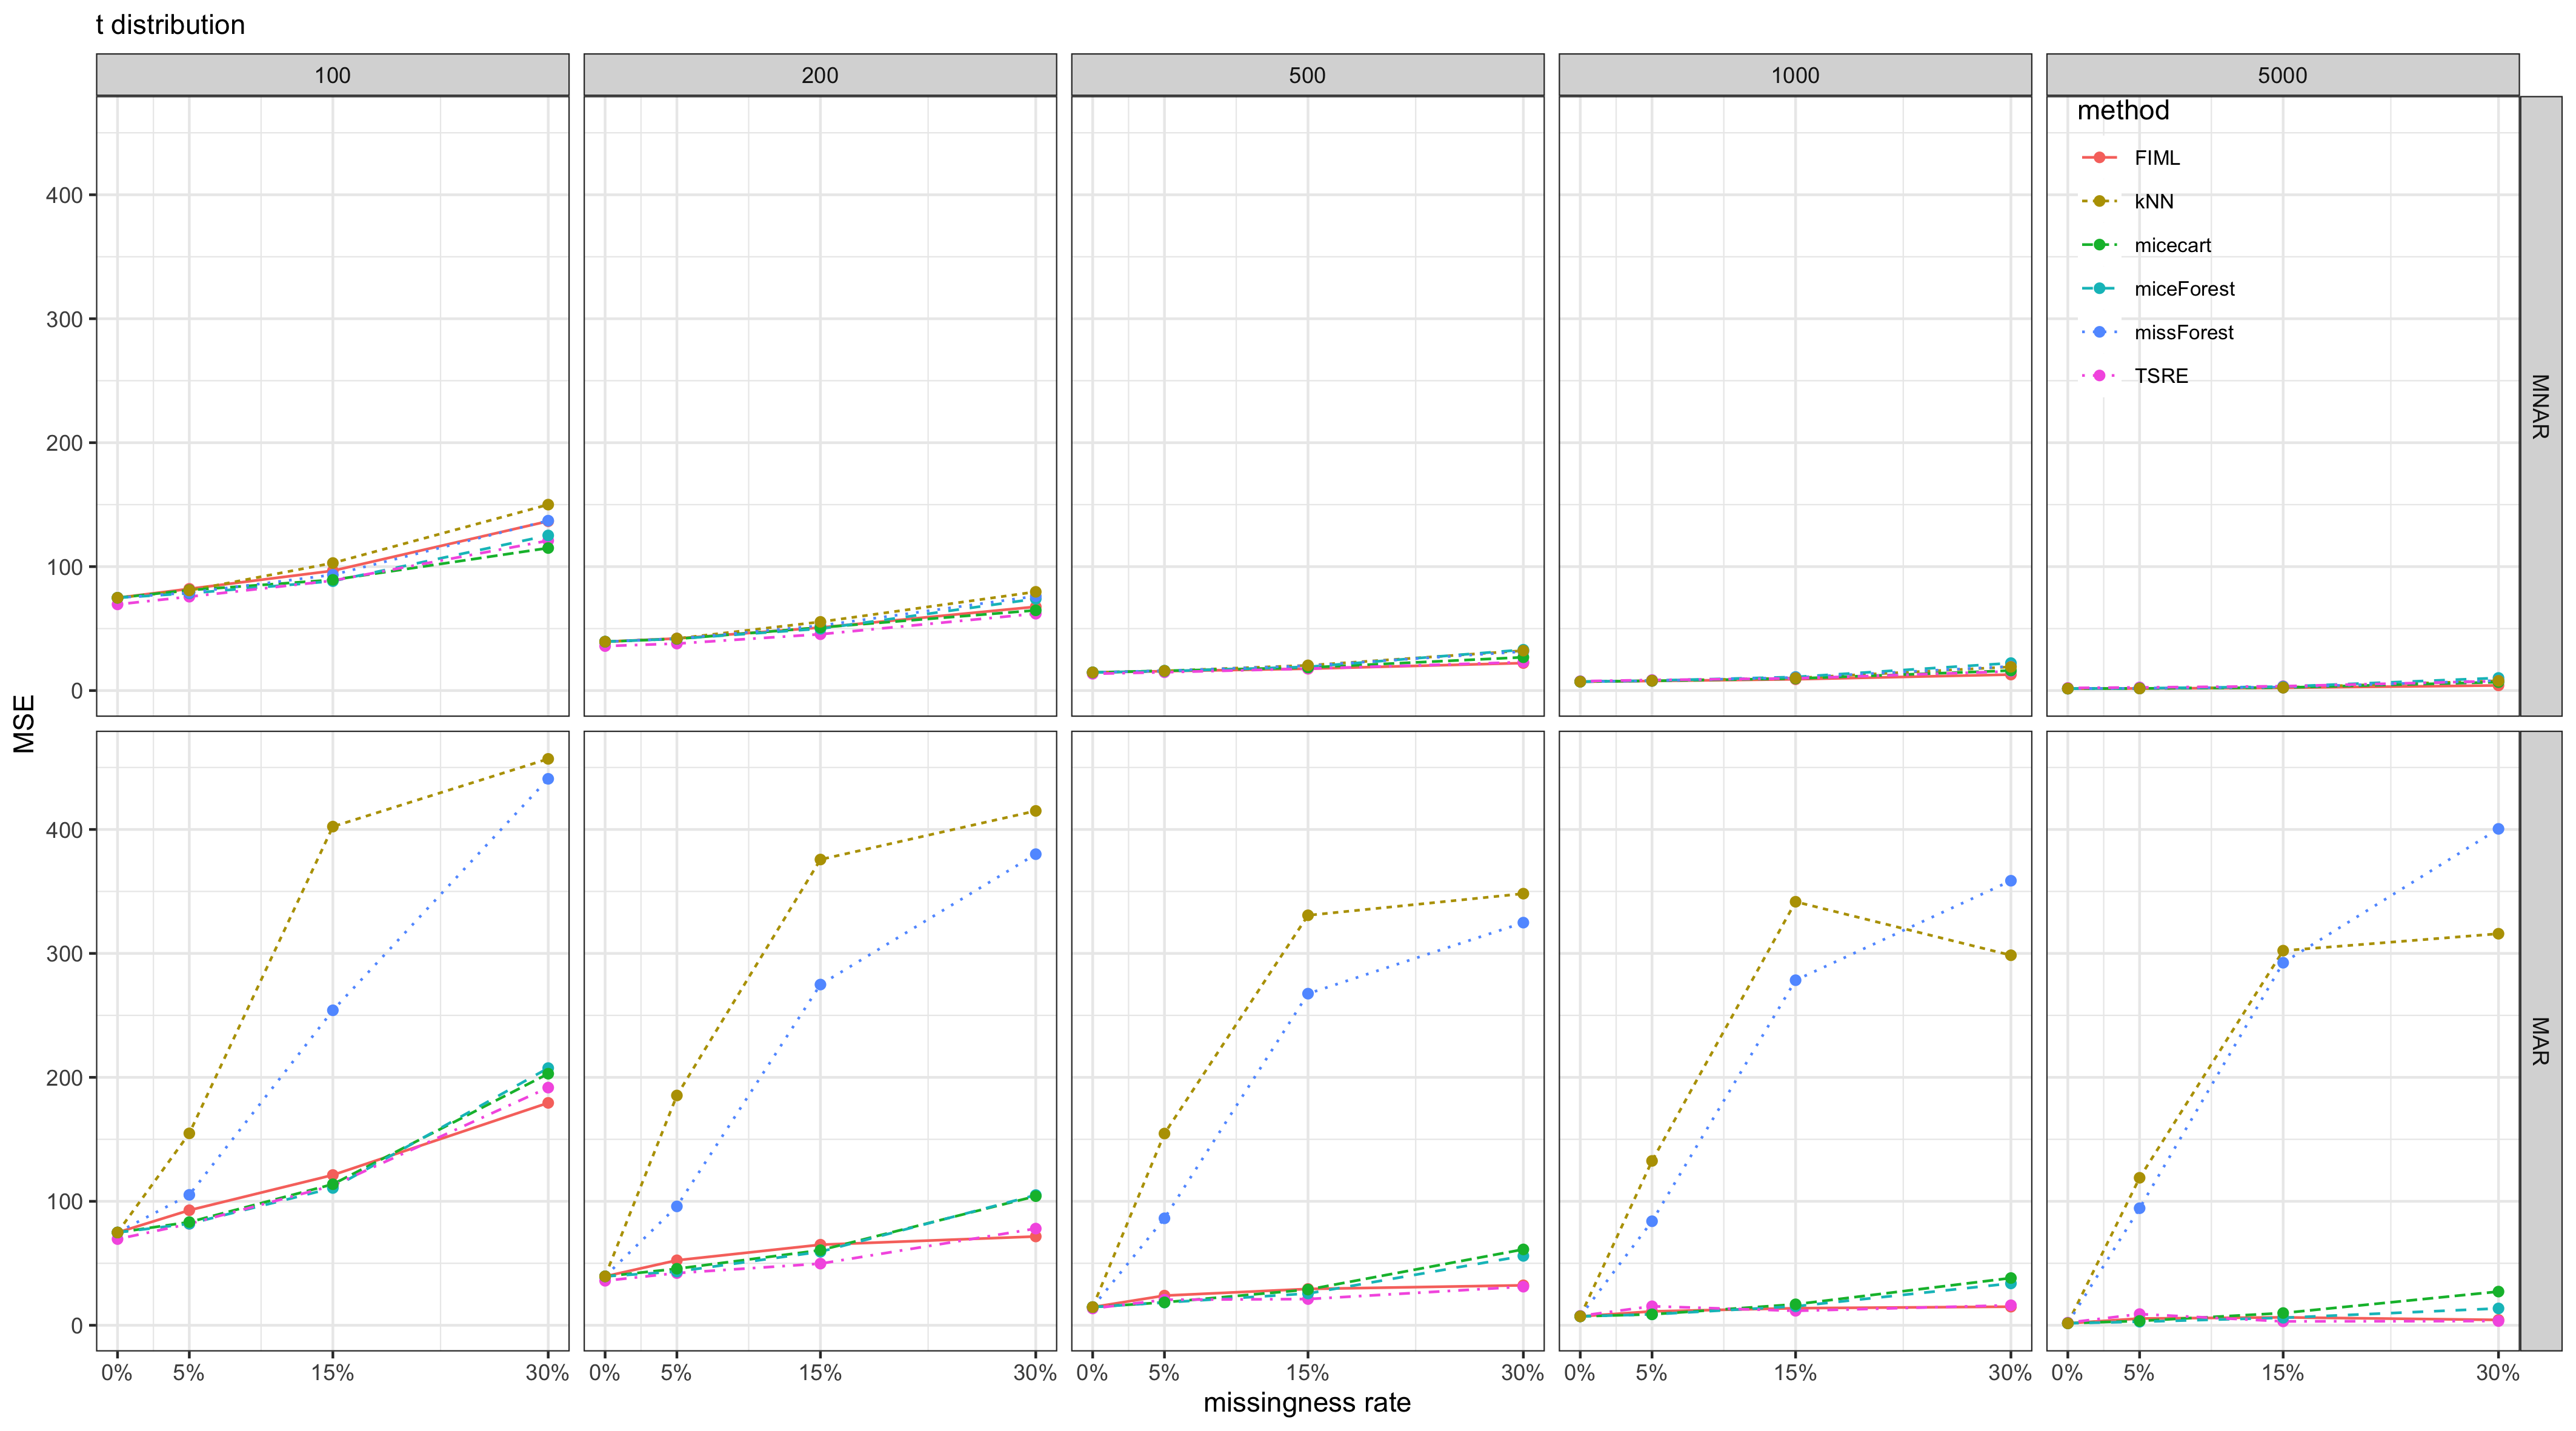 t distribution
100 200 500 1000 5000
method
FIML
kNN
micecart
miceForest
missForest
TSRE
MNAR
400
300
200
100
0
MSE
MAR
400
300
200
100
0
0% 5% 15% 30% 0% 5% 15% 30% 0% 5% 15% 30% 0% 5% 15% 30% 0% 5% 15% 30%
missingness rate